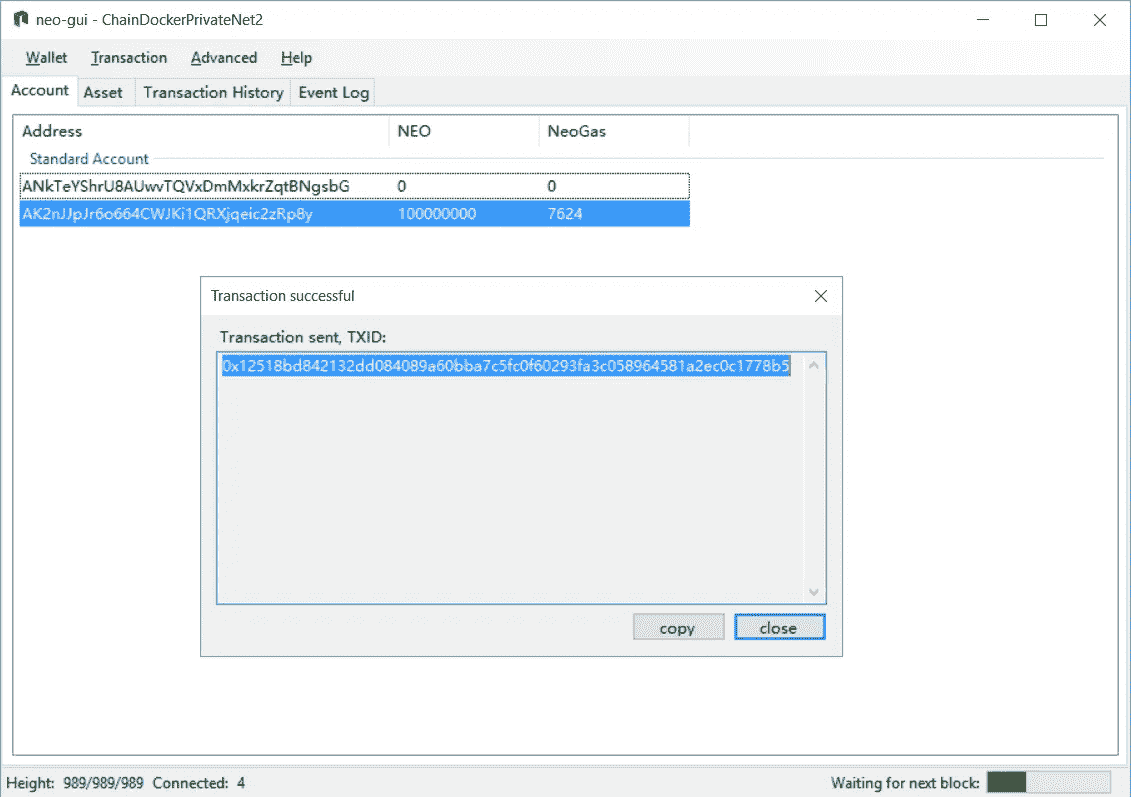 neo-gui - ChainDockerPrivateNet2
Wallet Transaction Advanced Help
Account Asset Transaction History Event Log
Address NEO NeoGas
Standard Account
ANkTeYShrU8AUwvTQVxDmMxkrZqtBNgsbG 0 0
AK2nJJpJr6o664CWJKi1QRXjqeic2zRp8y 100000000 7624
Transaction successful
Transaction sent, TXID:
0x12518bd842132dd084089a60bba7c5fc0f60293fa3c058964581a2ec0c1778b5
copy close
Height: 989/989/989 Connected: 4 Waiting for next block: